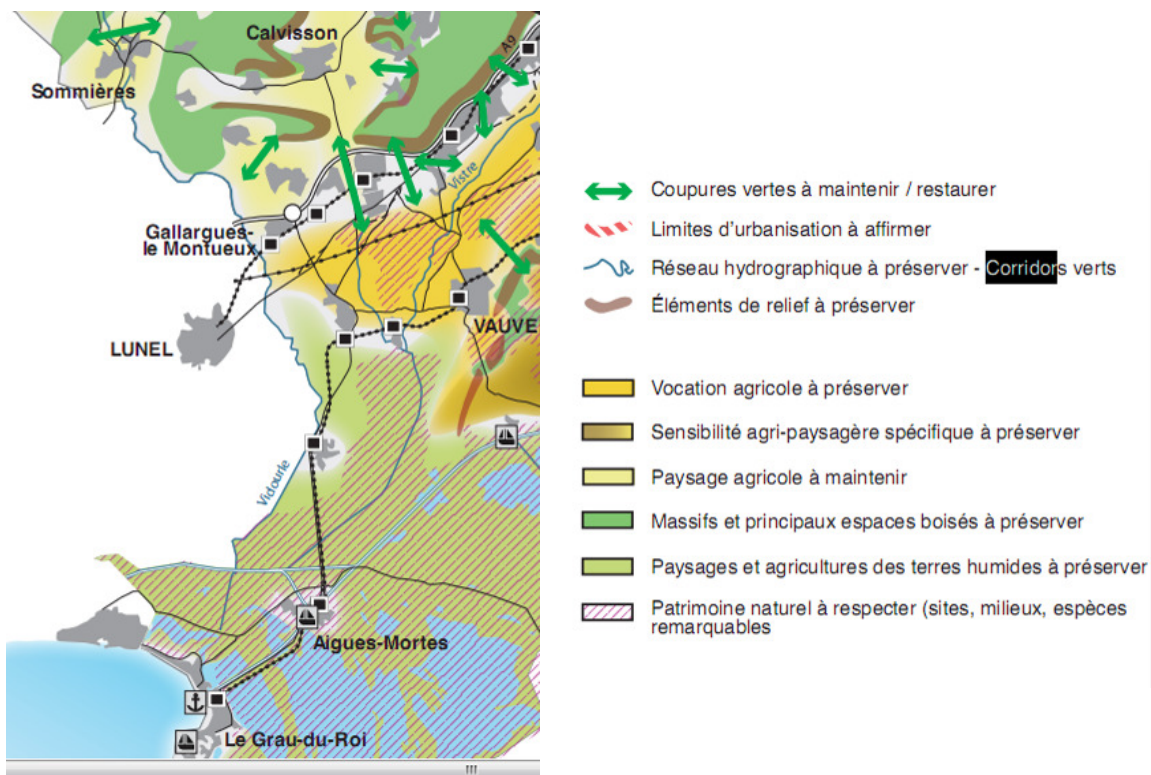 Calvisson
A9
Sommières
Vistre
Gallargues-
le Montueux
VAUVE
LUNEL
Vidourle
Aigues-Mortes
Le Grau-du-Roi
Coupures vertes à maintenir / restaurer
Limites d'urbanisation à affirmer
Réseau hydrographique à préserver - Corridors verts
Éléments de relief à préserver
Vocation agricole à préserver
Sensibilité agri-paysagère spécifique à préserver
Paysage agricole à maintenir
Massifs et principaux espaces boisés à préserver
Paysages et agricultures des terres humides à préserver
Patrimoine naturel à respecter (sites, milieux, espèces
remarquables